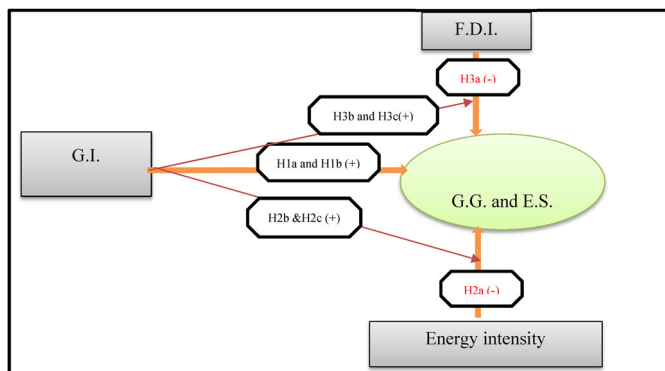 F.D.I.
H3a (-)
H3b and H3c(+)
G.I.
H1a and H1b (+)
G.G. and E.S.
H2b &H2c (+)
H2a (-)
Energy intensity